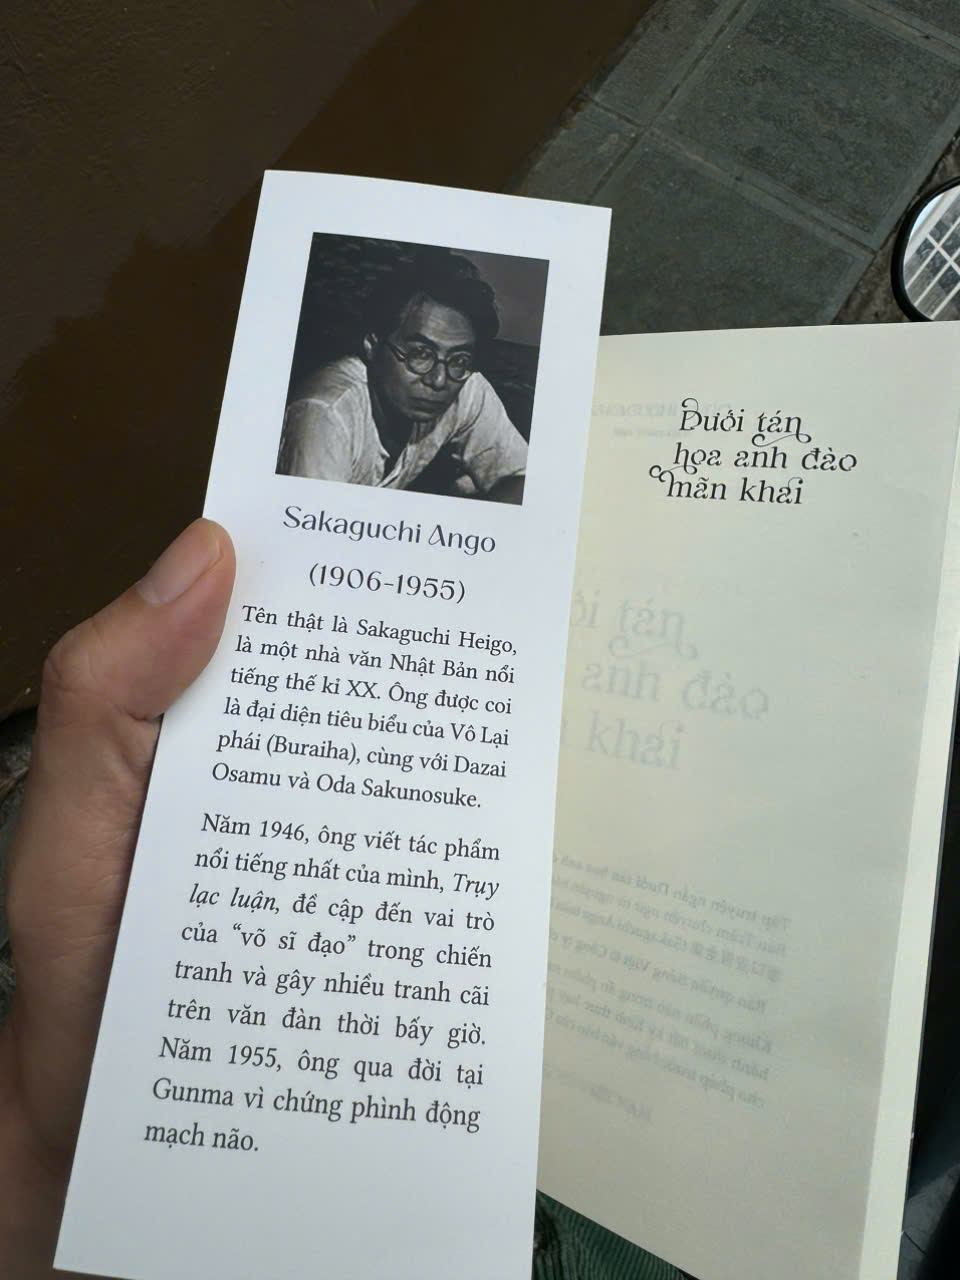 Sakaguchi Ango
(1906-1955)
Tên thật là Sakaguchi Heigo,
là một nhà văn Nhật Bản nổi
tiếng thế kỉ XX. Ông được coi
là đại diện tiêu biểu của Vô Lại
phái (Buraiha), cùng với Dazai
Osamu và Oda Sakunosuke.
Năm 1946, ông viết tác phẩm
nổi tiếng nhất của mình, Trụy
lạc luận, đề cập đến vai trò
của “võ sĩ đạo” trong chiến
tranh và gây nhiều tranh cãi
trên văn đàn thời bấy giờ.
Năm 1955, ông qua đời tại
Gunma vì chứng phình động
mạch não.
Dưới tán
hoa anh đào
mãn khai